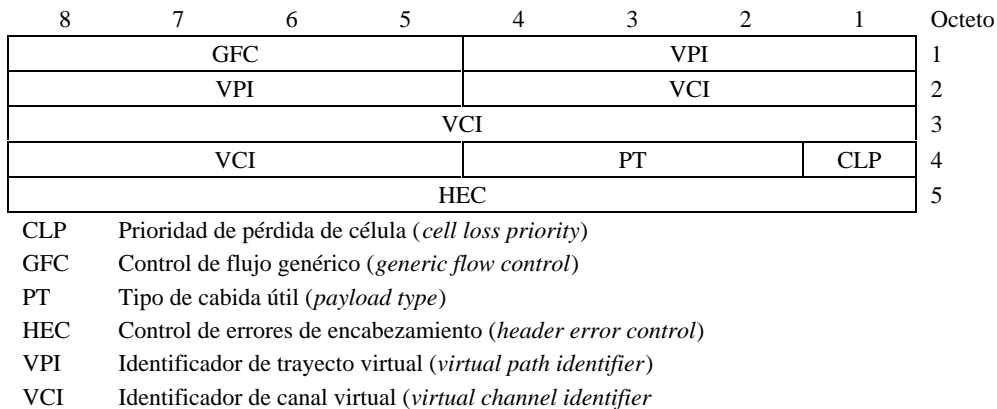 8 7 6 5 4 3 2 1 Octeto
GFC VPI 1
VPI VCI 2
VCI 3
VCI PT CLP 4
HEC 5
CLP Prioridad de pérdida de célula (cell loss priority)
GFC Control de flujo genérico (generic flow control)
PT Tipo de cabida útil (payload type)
HEC Control de errores de encabezamiento (header error control)
VPI Identificador de trayecto virtual (virtual path identifier)
VCI Identificador de canal virtual (virtual channel identifier